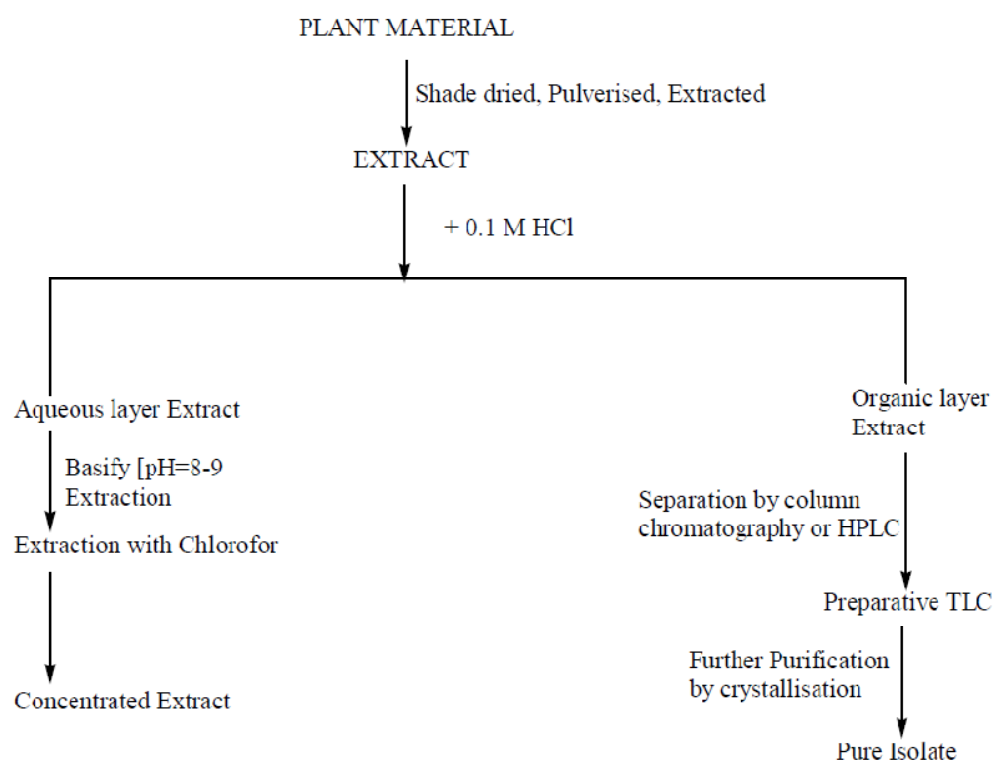 PLANT MATERIAL
Shade dried, Pulverised, Extracted
EXTRACT
+ 0.1 M HCl
Aqueous layer Extract
Basify [pH=8-9
Extraction
Extraction with Chlorofor
Concentrated Extract
Organic layer
Extract
Separation by column
chromatography or HPLC
Preparative TLC
Further Purification
by crystallisation
Pure Isolate